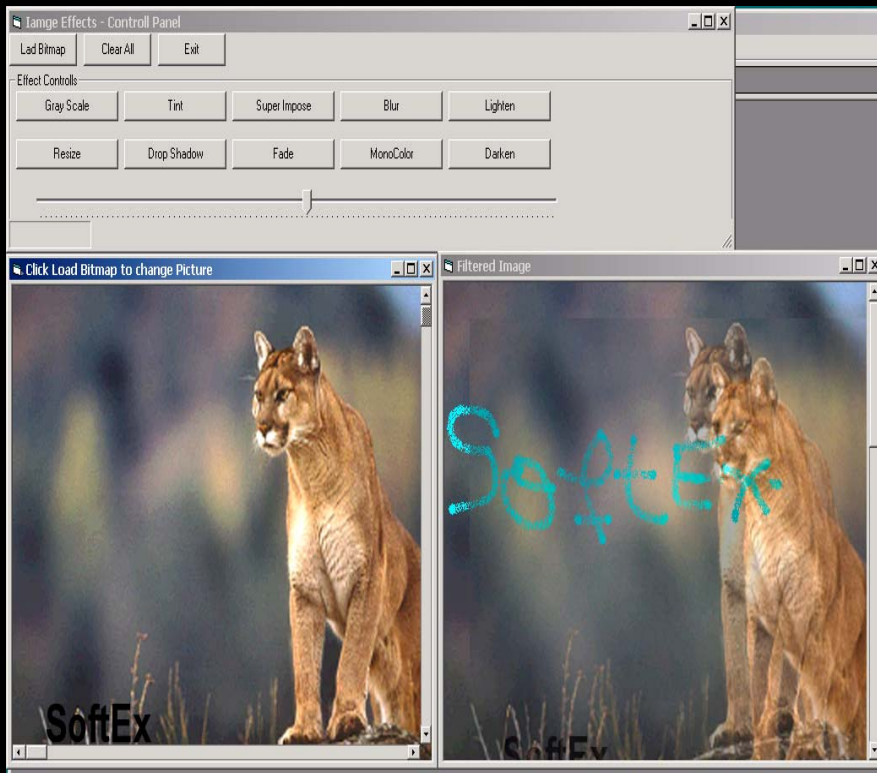 Iamge Effects - Controll Panel
Lad Bitmap Clear All Exit
Effect Controlls
Gray Scale Tint Super Impose Blur Lighten
Resize Drop Shadow Fade MonoColor Darken
Click Load Bitmap to change Picture
SoftEx
Filtered Image
SoftEx
SoftEx